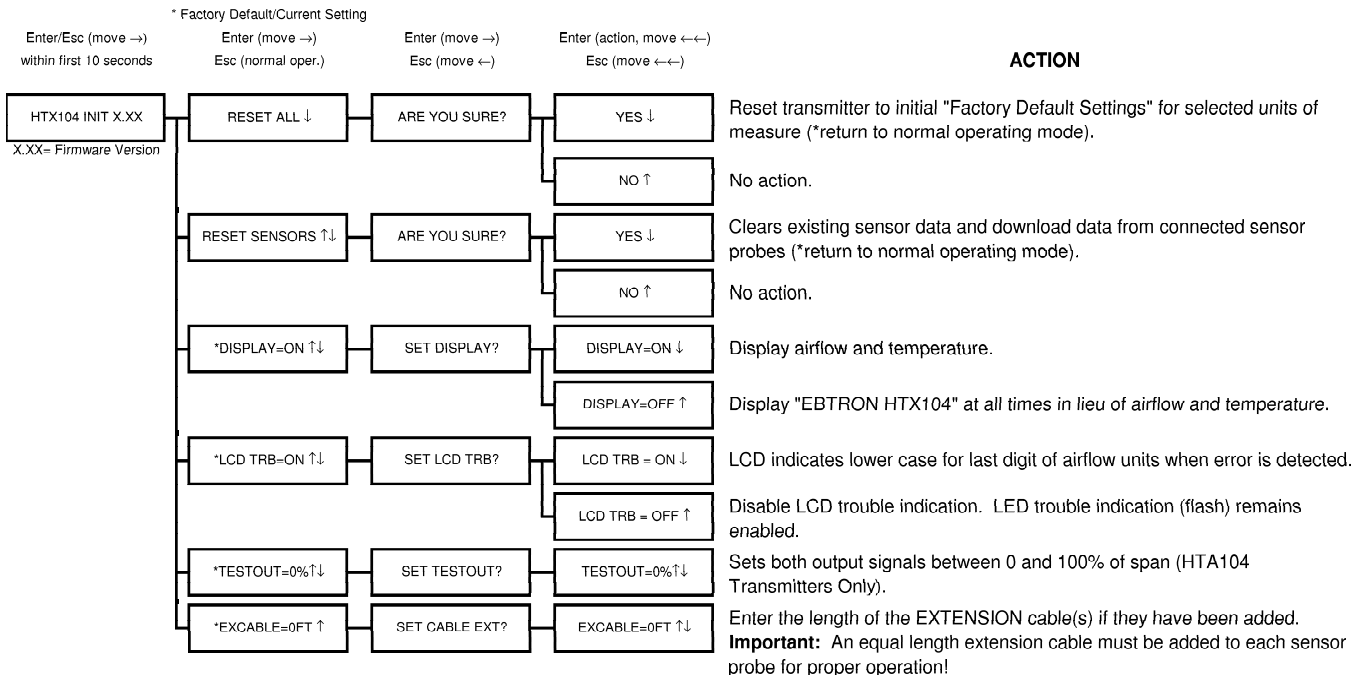 * Factory Default/Current Setting
Enter/Esc (move →)
within first 10 seconds
Enter (move →)
Esc (normal oper.)
Enter (move →)
Esc (move ←)
Enter (action, move ←←)
Esc (move ←←)
ACTION
HTX104 INIT X.XX
X.XX= Firmware Version
RESET ALL ↓
ARE YOU SURE?
YES ↓
Reset transmitter to initial "Factory Default Settings" for selected units of
measure (*return to normal operating mode).
NO ↑
No action.
RESET SENSORS ↑↓
ARE YOU SURE?
YES ↓
Clears existing sensor data and download data from connected sensor
probes (*return to normal operating mode).
NO ↑
No action.
*DISPLAY=ON ↑↓
SET DISPLAY?
DISPLAY=ON ↓
Display airflow and temperature.
DISPLAY=OFF ↑
Display "EBTRON HTX104" at all times in lieu of airflow and temperature.
*LCD TRB=ON ↑↓
SET LCD TRB?
LCD TRB = ON ↓
LCD indicates lower case for last digit of airflow units when error is detected.
LCD TRB = OFF ↑
Disable LCD trouble indication. LED trouble indication (flash) remains
enabled.
*TESTOUT=0%↑↓
SET TESTOUT?
TESTOUT=0%↑↓
Sets both output signals between 0 and 100% of span (HTA104
Transmitters Only).
*EXCABLE=0FT ↑
SET CABLE EXT?
EXCABLE=0FT ↑↓
Enter the length of the EXTENSION cable(s) if they have been added.
Important: An equal length extension cable must be added to each sensor
probe for proper operation!